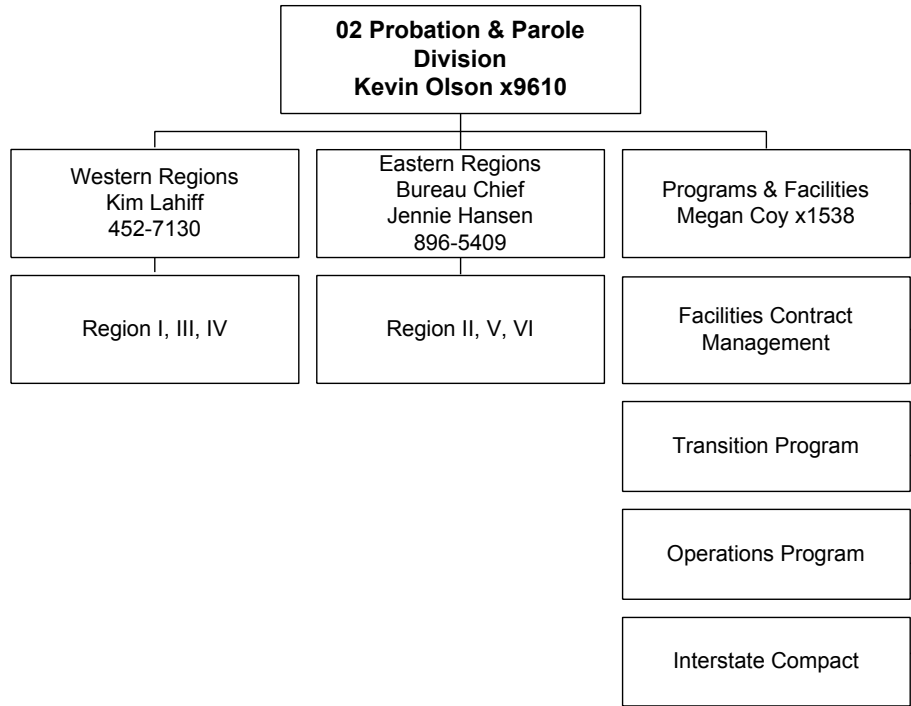 02 Probation & Parole
Division
Kevin Olson x9610
Western Regions
Kim Lahiff
452-7130
Eastern Regions
Bureau Chief
Jennie Hansen
896-5409
Programs & Facilities
Megan Coy x1538
Region I, III, IV
Region II, V, VI
Facilities Contract
Management
Transition Program
Operations Program
Interstate Compact